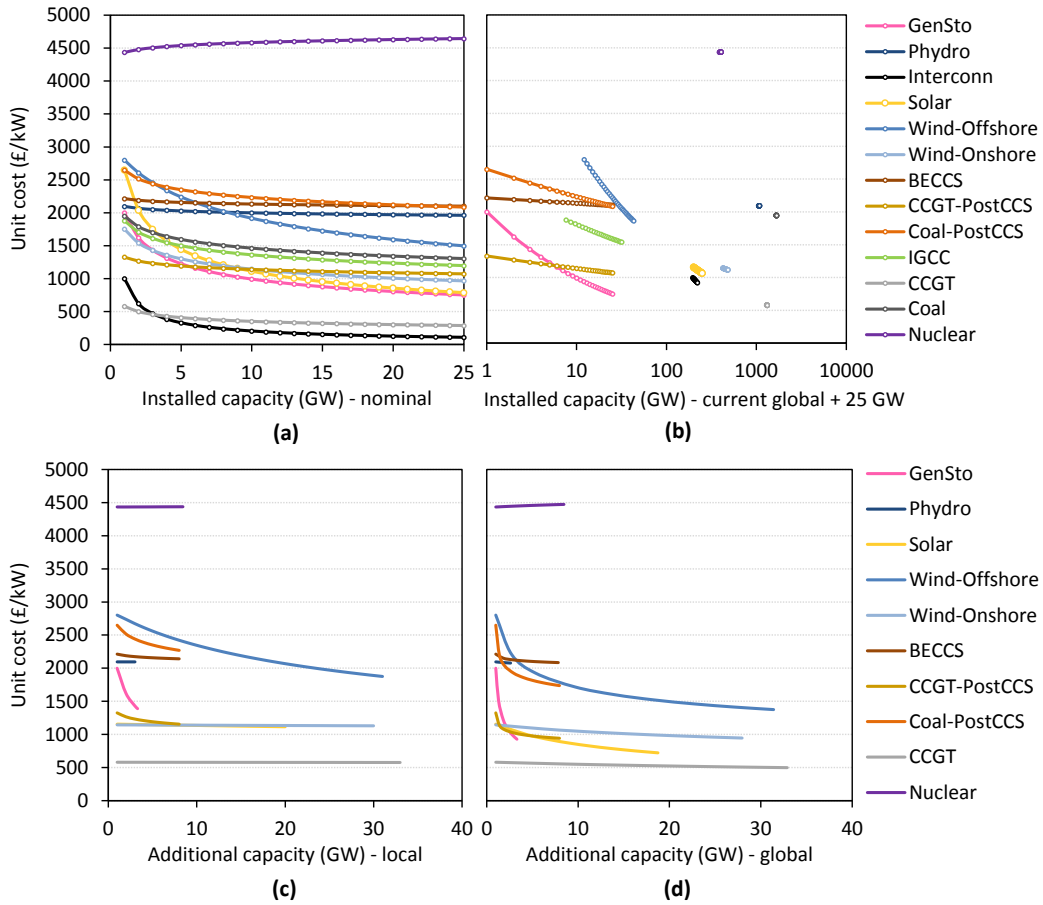 Unit cost (£/kW)
5000
4500
4000
3500
3000
2500
2000
1500
1000
500
0
0 5 10 15 20 25
Installed capacity (GW) - nominal
(a)
1 10 100 1000 10000
Installed capacity (GW) - current global + 25 GW
(b)
GenSto
Phydro
Interconn
Solar
Wind-Offshore
Wind-Onshore
BECCS
CCGT-PostCCS
Coal-PostCCS
IGCC
CCGT
Coal
Nuclear
Unit cost (£/kW)
5000
4500
4000
3500
3000
2500
2000
1500
1000
500
0
0 10 20 30 40
Additional capacity (GW) - local
(c)
0 10 20 30 40
Additional capacity (GW) - global
(d)
GenSto
Phydro
Solar
Wind-Offshore
Wind-Onshore
BECCS
CCGT-PostCCS
Coal-PostCCS
CCGT
Nuclear